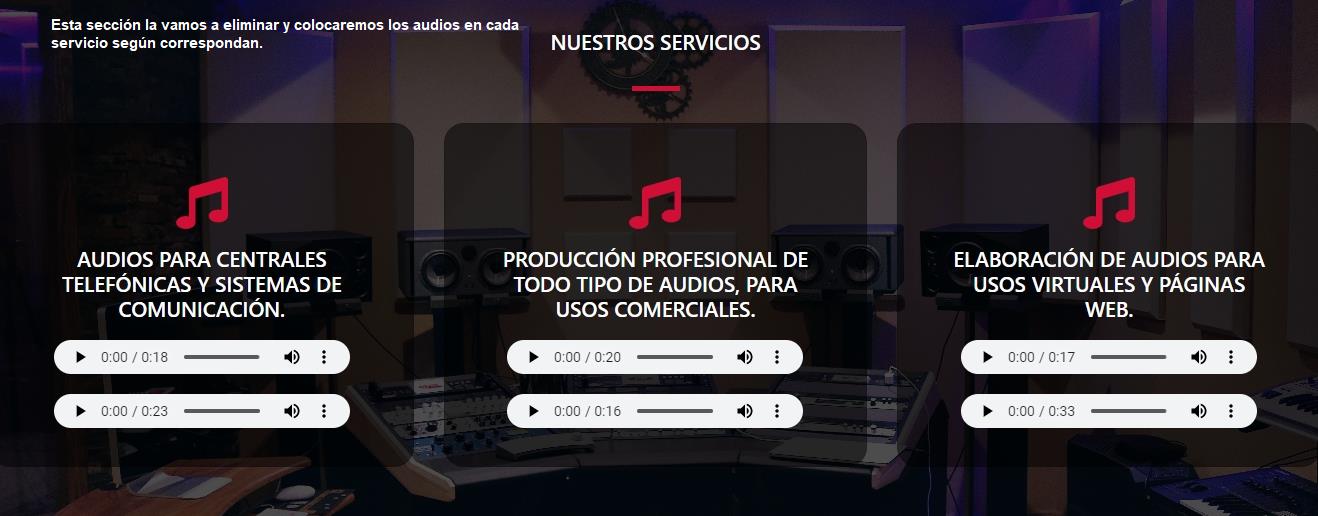 Esta sección la vamos a eliminar y colocaremos los audios en cada
servicio según correspondan.
NUESTROS SERVICIOS
AUDIOS PARA CENTRALES
TELEFÓNICAS Y SISTEMAS DE
COMUNICACIÓN.
0:00 / 0:18
0:00 / 0:23
PRODUCCIÓN PROFESIONAL DE
TODO TIPO DE AUDIOS, PARA
USOS COMERCIALES.
0:00 / 0:20
0:00 / 0:16
ELABORACIÓN DE AUDIOS PARA
USOS VIRTUALES Y PÁGINAS
WEB.
0:00 / 0:17
0:00 / 0:33